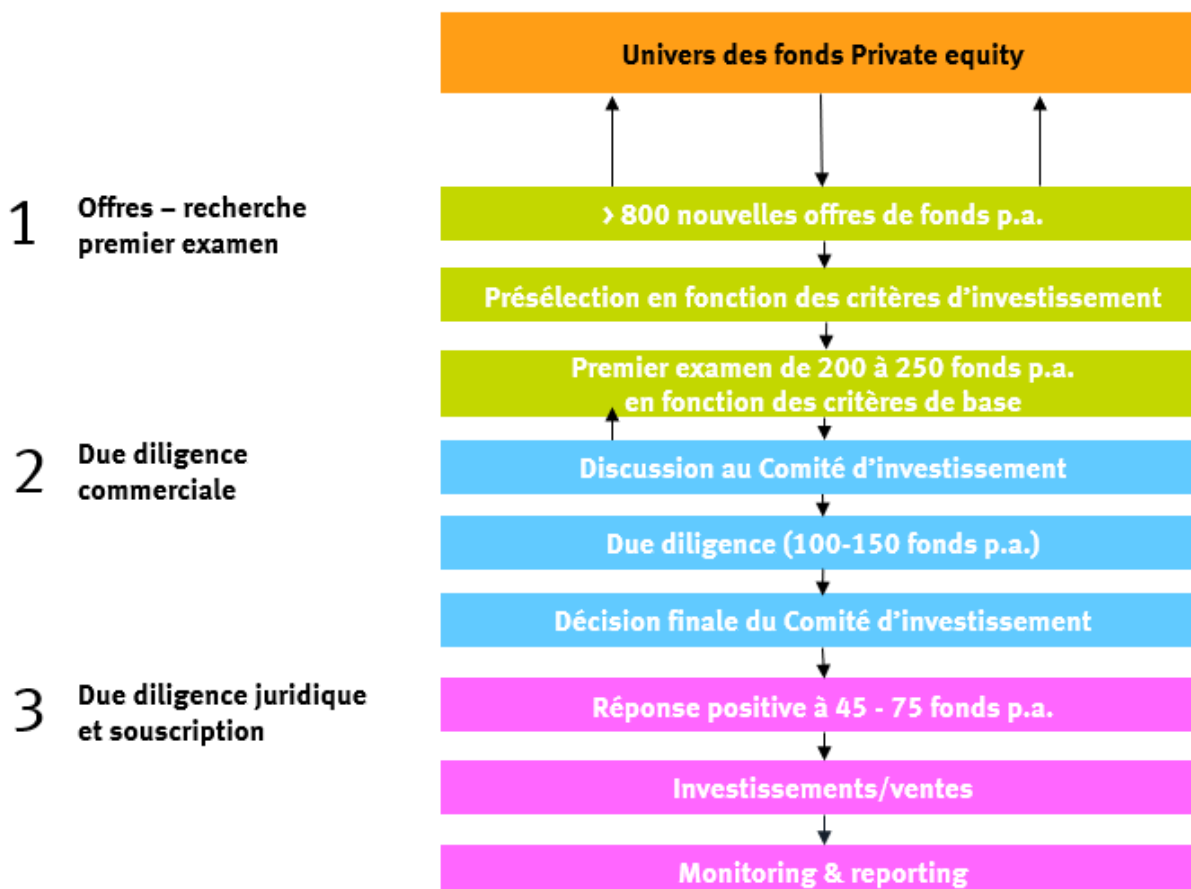 Univers des fonds Private equity
1
Offres – recherche
premier examen
> 800 nouvelles offres de fonds p.a.
Présélection en fonction des critères d’investissement
Premier examen de 200 à 250 fonds p.a.
en fonction des critères de base
2
Due diligence
commerciale
Discussion au Comité d’investissement
Due diligence (100-150 fonds p.a.)
Décision finale du Comité d’investissement
3
Due diligence juridique
et souscription
Réponse positive à 45 - 75 fonds p.a.
Investissements/ventes
Monitoring & reporting